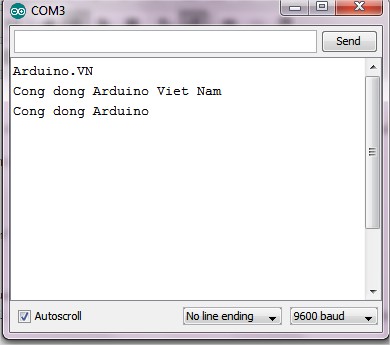 COM3
Send
Arduino.VN
Cong dong Arduino Viet Nam
Cong dong Arduino
Autoscroll
No line ending
9600 baud